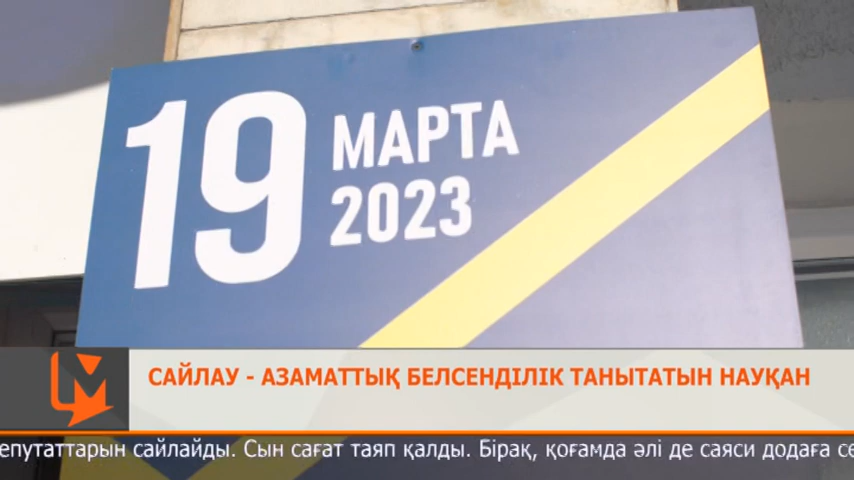 19
МАРТА
2023
САЙЛАУ - АЗАМАТТЫҚ БЕЛСЕНДІЛІК ТАНЫТАТЫН НАУҚАН
сайлайды. Сын сағат таяп қалды. Бірақ, қоғамда әлі де саяси додаға